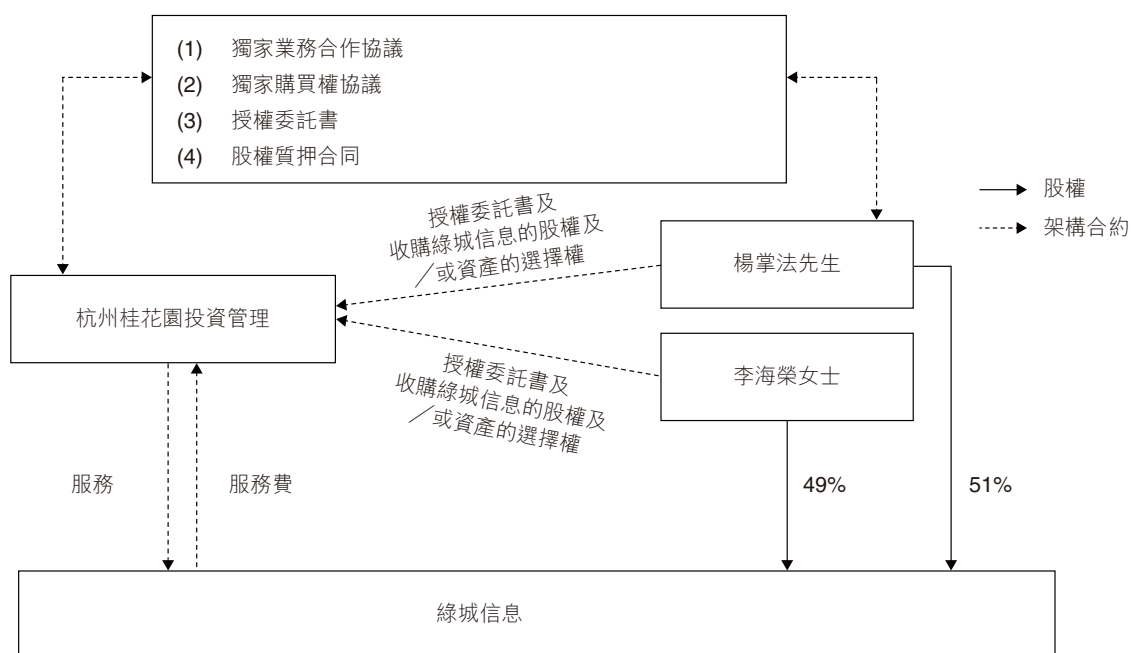 (1) 獨家業務合作協議
(2) 獨家購買權協議
(3) 授權委託書
(4) 股權質押合同
股權
架構合約
授權委託書及
收購綠城信息的股權及
／或資產的選擇權
楊掌法先生
杭州桂花園投資管理
李海榮女士
授權委託書及
收購綠城信息的股權及
／或資產的選擇權
服務
服務費
49%
51%
綠城信息